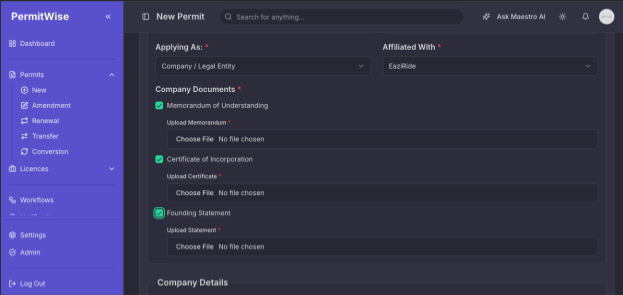 PermitWise «
New Permit
Search for anything...
Ask Maestro AI
Dashboard
Permits
New
Amendment
Renewal
Transfer
Conversion
Licences
Workflows
Settings
Admin
Log Out
Applying As: *
Affiliated With *
Company / Legal Entity
EaziRide
Company Documents *
Memorandum of Understanding
Upload Memorandum *
Choose File No file chosen
Certificate of Incorporation
Upload Certificate *
Choose File No file chosen
Founding Statement
Upload Statement *
Choose File No file chosen
Company Details